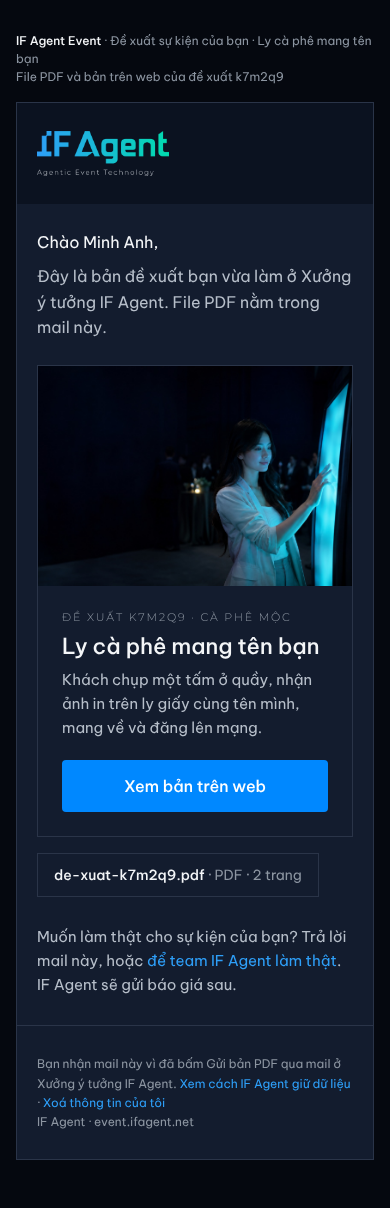 IF Agent Event · Đề xuất sự kiện của bạn · Ly cà phê mang tên
bạn
File PDF và bản trên web của đề xuất k7m2q9
IF Agent
Agentic Event Technology
Chào Minh Anh,
Đây là bản đề xuất bạn vừa làm ở Xưởng
ý tưởng IF Agent. File PDF nằm trong
mail này.
ĐỀ XUẤT K7M2Q9 · CÀ PHÊ MỘC
Ly cà phê mang tên bạn
Khách chụp một tấm ở quầy, nhận
ảnh in trên ly giấy cùng tên mình,
mang về và đăng lên mạng.
Xem bản trên web
de-xuat-k7m2q9.pdf · PDF · 2 trang
Muốn làm thật cho sự kiện của bạn? Trả lời
mail này, hoặc để team IF Agent làm thật.
IF Agent sẽ gửi báo giá sau.
Bạn nhận mail này vì đã bấm Gửi bản PDF qua mail ở
Xưởng ý tưởng IF Agent. Xem cách IF Agent giữ dữ liệu
· Xoá thông tin của tôi
IF Agent · event.ifagent.net